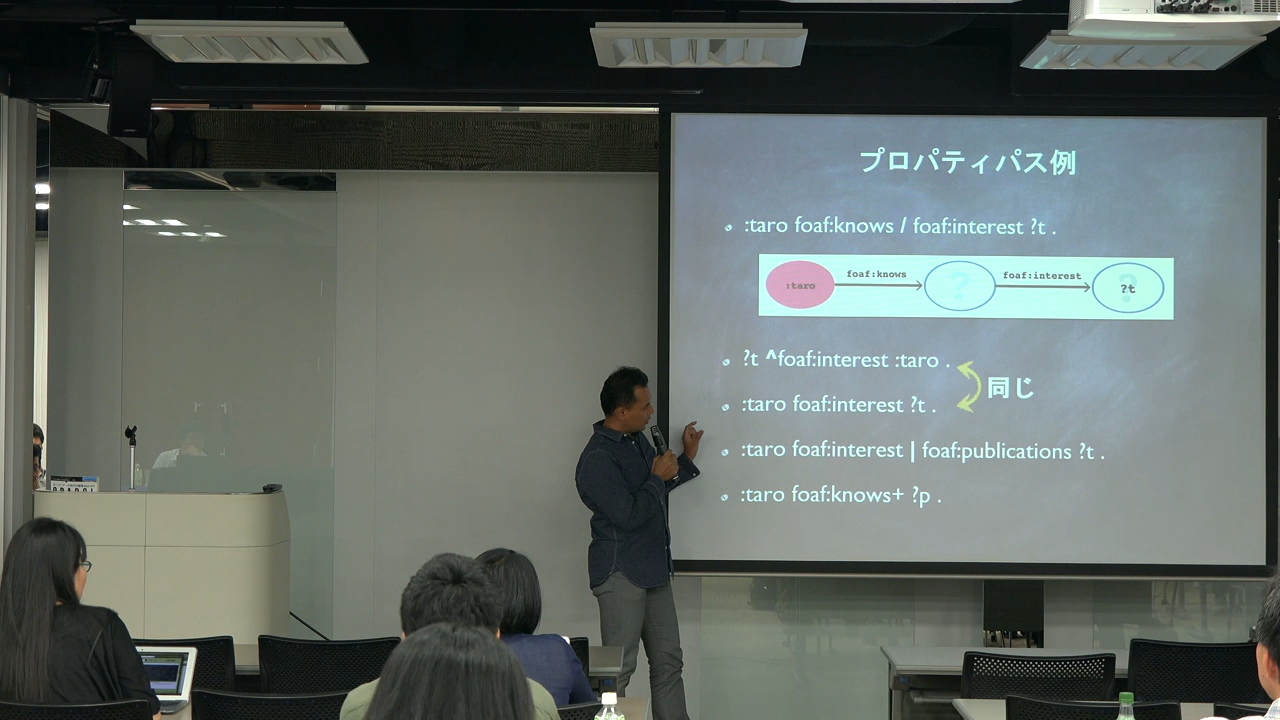 プロパティパス例
:taro foaf:knows / foaf:interest ?t .
:taro foaf:knows ? foaf:interest ?t
?t ^foaf:interest :taro .
同じ
:taro foaf:interest ?t .
:taro foaf:interest | foaf:publications ?t .
:taro foaf:knows+ ?p .